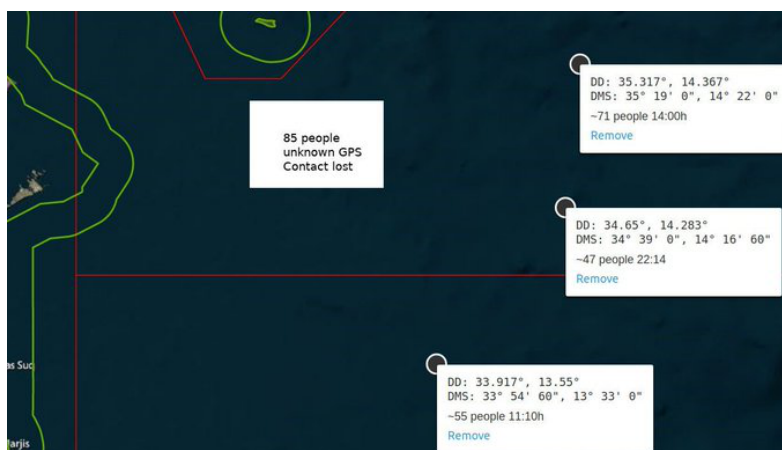 DD: 35.317°, 14.367°
DMS: 35° 19' 0", 14° 22' 0"
~71 people 14:00h
Remove
85 people
unknown GPS
Contact lost
DD: 34.65°, 14.283°
DMS: 34° 39' 0", 14° 16' 60"
~47 people 22:14
Remove
as Suq
DD: 33.917°, 13.55°
DMS: 33° 54' 60", 13° 33' 0"
~55 people 11:10h
Remove